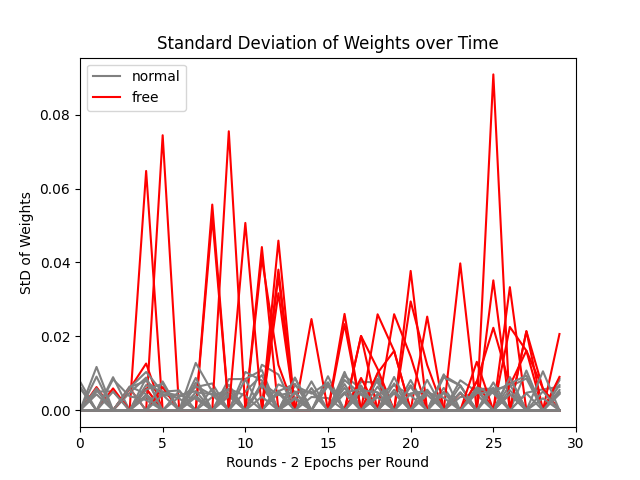 Standard Deviation of Weights over Time
normal
free
StD of Weights
0.08
0.06
0.04
0.02
0.00
0 5 10 15 20 25 30
Rounds - 2 Epochs per Round